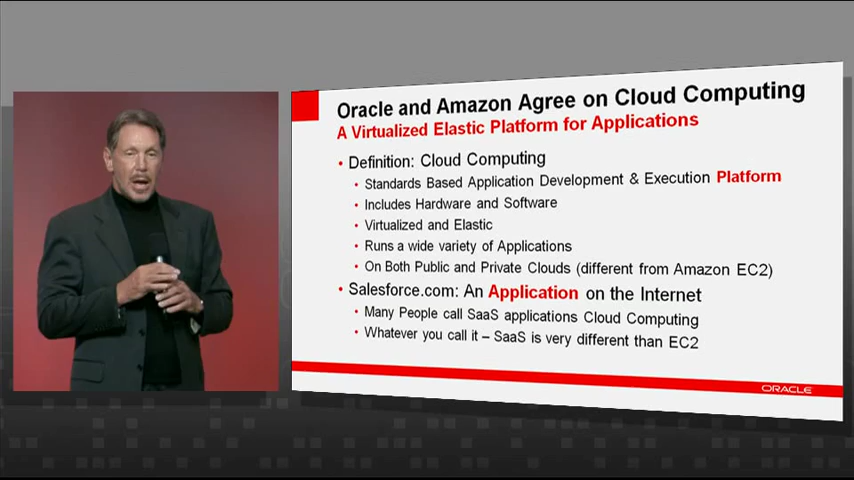 Oracle and Amazon Agree on Cloud Computing
A Virtualized Elastic Platform for Applications
• Definition: Cloud Computing
• Standards Based Application Development & Execution Platform
• Includes Hardware and Software
• Virtualized and Elastic
• Runs a wide variety of Applications
• On Both Public and Private Clouds (different from Amazon EC2)
• Salesforce.com: An Application on the Internet
• Many People call SaaS applications Cloud Computing
• Whatever you call it – SaaS is very different than EC2
ORACLE